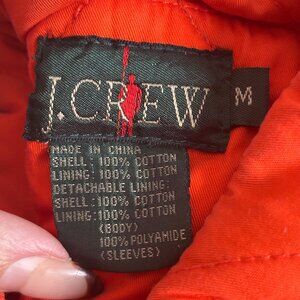 J.CREW
M
MADE IN CHINA
SHELL: 100% COTTON
LINING: 100% COTTON
DETACHABLE LINING:
SHELL: 100% COTTON
LINING: 100% COTTON
(BODY)
100% POLYAMIDE
(SLEEVES)